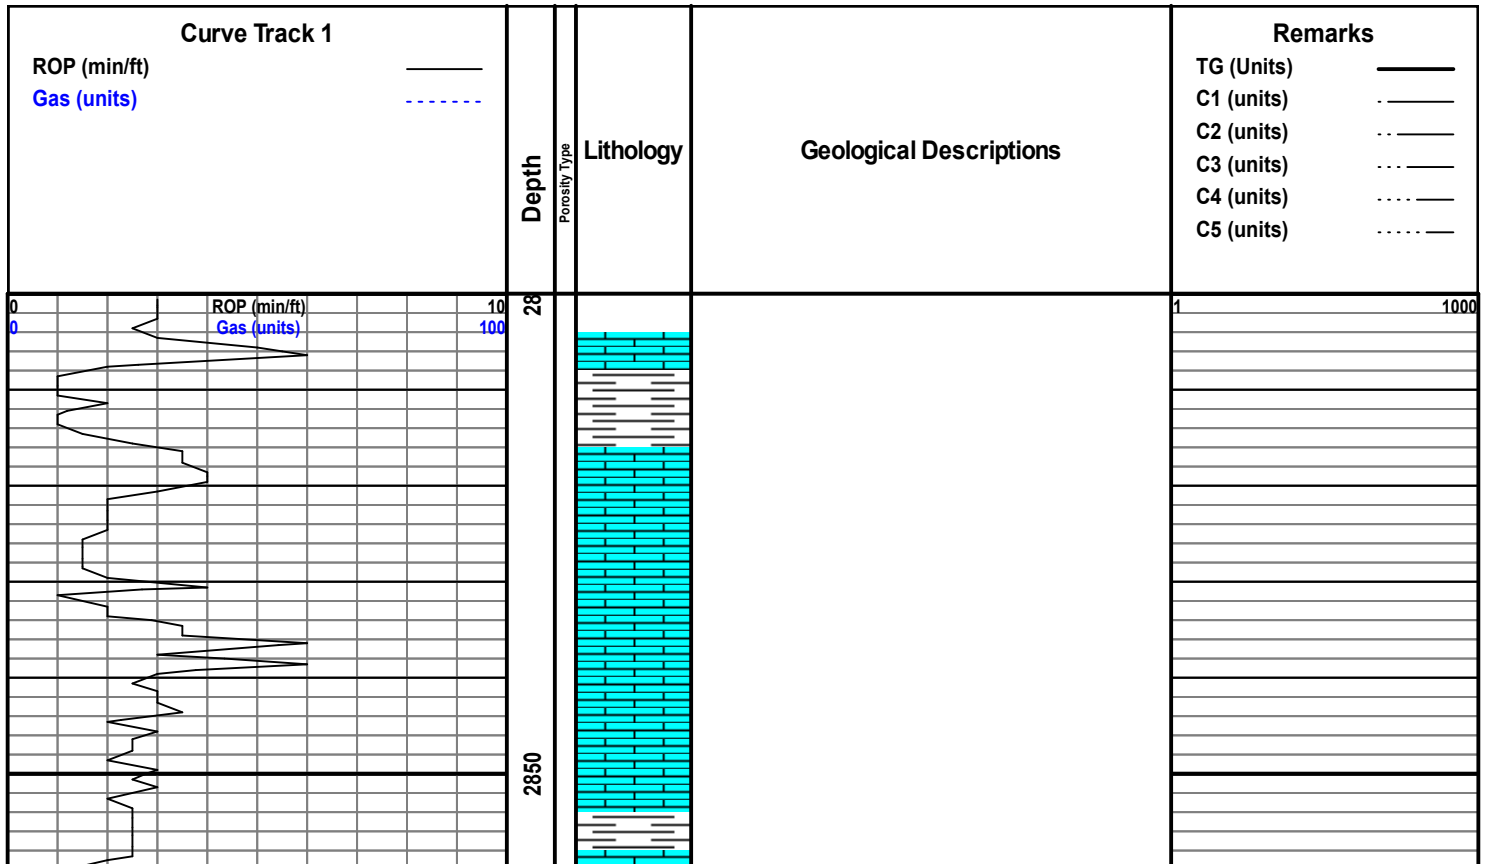 Curve Track 1
ROP (min/ft)
Gas (units)
Depth
Porosity Type
Lithology
Geological Descriptions
Remarks
TG (Units)
C1 (units)
C2 (units)
C3 (units)
C4 (units)
C5 (units)
0 ROP (min/ft) 10
0 Gas (units) 100
28
1 1000
2850